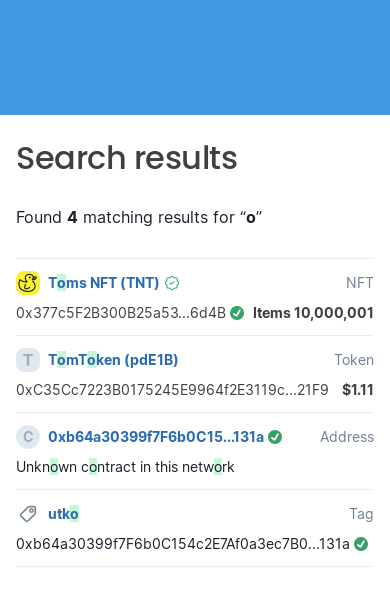 Search results
Found 4 matching results for “o”
Toms NFT (TNT) NFT
0x377c5F2B300B25a53...6d4B Items 10,000,001
T TomToken (pdE1B) Token
0xC35Cc7223B0175245E9964f2E3119c...21F9 $1.11
C 0xb64a30399f7F6b0C15...131a Address
Unknown contract in this network
utko Tag
0xb64a30399f7F6b0C154c2E7Af0a3ec7B0...131a